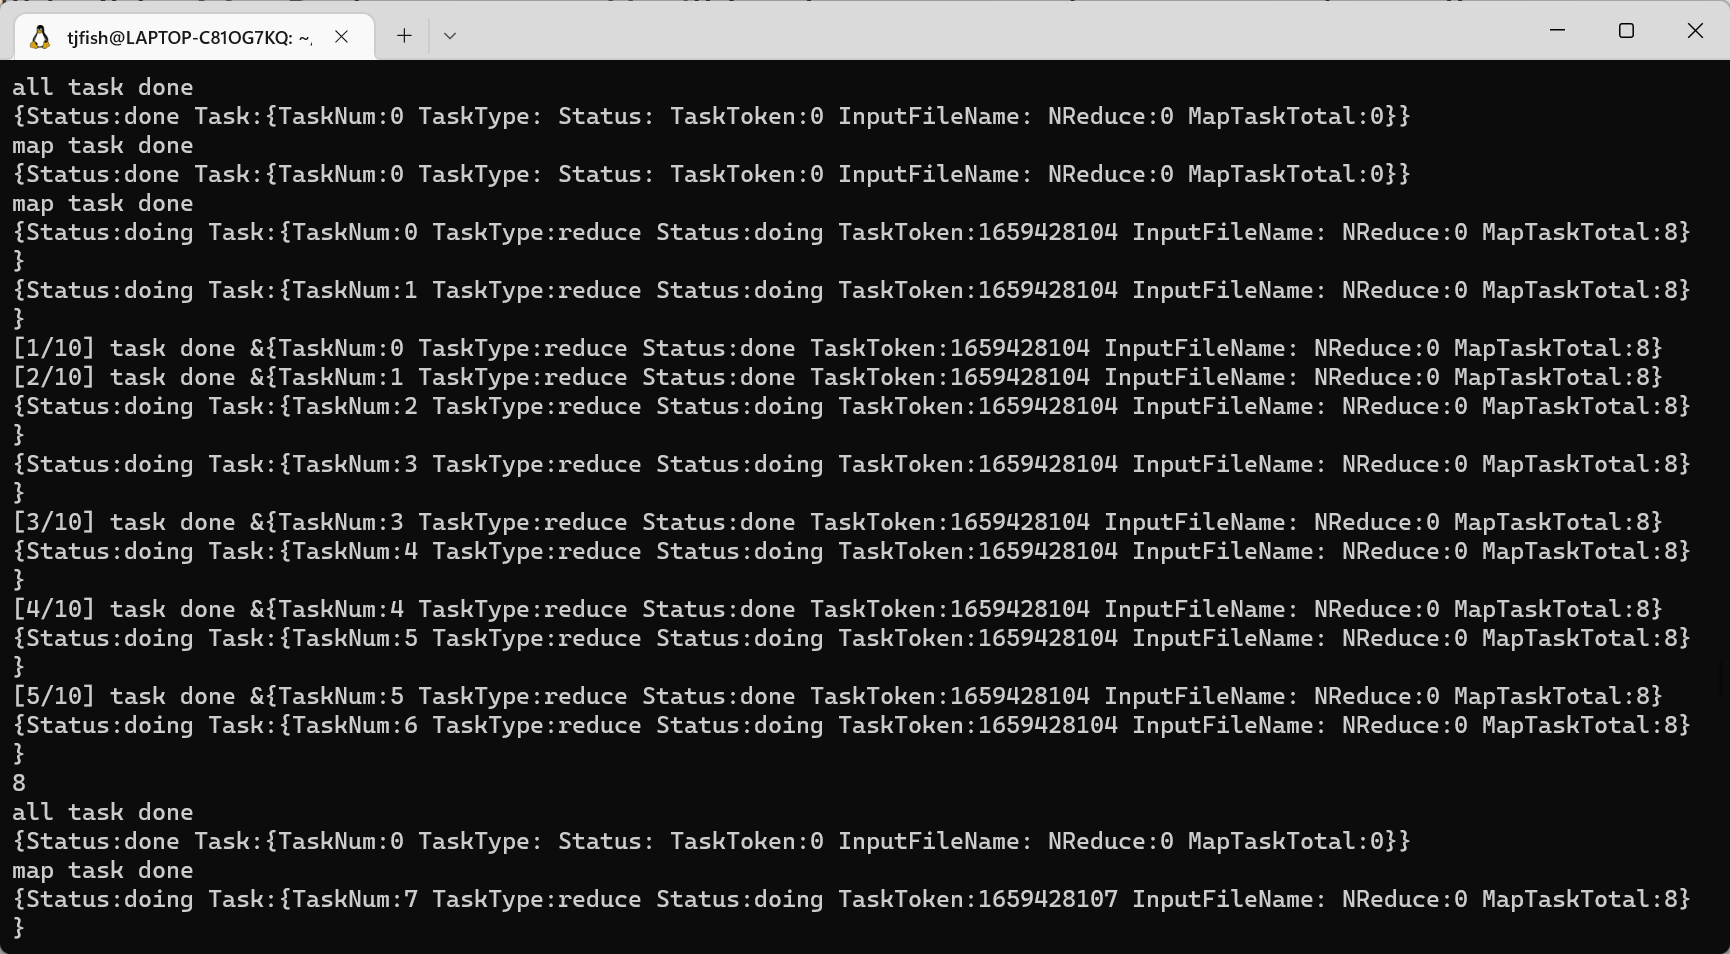 tjfish@LAPTOP-C81OG7KQ: ~,
all task done
{Status:done Task:{TaskNum:0 TaskType: Status: TaskToken:0 InputFileName: NReduce:0 MapTaskTotal:0}}
map task done
{Status:done Task:{TaskNum:0 TaskType: Status: TaskToken:0 InputFileName: NReduce:0 MapTaskTotal:0}}
map task done
{Status:doing Task:{TaskNum:0 TaskType:reduce Status:doing TaskToken:1659428104 InputFileName: NReduce:0 MapTaskTotal:8}
}
{Status:doing Task:{TaskNum:1 TaskType:reduce Status:doing TaskToken:1659428104 InputFileName: NReduce:0 MapTaskTotal:8}
}
[1/10] task done &{TaskNum:0 TaskType:reduce Status:done TaskToken:1659428104 InputFileName: NReduce:0 MapTaskTotal:8}
[2/10] task done &{TaskNum:1 TaskType:reduce Status:done TaskToken:1659428104 InputFileName: NReduce:0 MapTaskTotal:8}
{Status:doing Task:{TaskNum:2 TaskType:reduce Status:doing TaskToken:1659428104 InputFileName: NReduce:0 MapTaskTotal:8}
}
{Status:doing Task:{TaskNum:3 TaskType:reduce Status:doing TaskToken:1659428104 InputFileName: NReduce:0 MapTaskTotal:8}
}
[3/10] task done &{TaskNum:3 TaskType:reduce Status:done TaskToken:1659428104 InputFileName: NReduce:0 MapTaskTotal:8}
{Status:doing Task:{TaskNum:4 TaskType:reduce Status:doing TaskToken:1659428104 InputFileName: NReduce:0 MapTaskTotal:8}
}
[4/10] task done &{TaskNum:4 TaskType:reduce Status:done TaskToken:1659428104 InputFileName: NReduce:0 MapTaskTotal:8}
{Status:doing Task:{TaskNum:5 TaskType:reduce Status:doing TaskToken:1659428104 InputFileName: NReduce:0 MapTaskTotal:8}
}
[5/10] task done &{TaskNum:5 TaskType:reduce Status:done TaskToken:1659428104 InputFileName: NReduce:0 MapTaskTotal:8}
{Status:doing Task:{TaskNum:6 TaskType:reduce Status:doing TaskToken:1659428104 InputFileName: NReduce:0 MapTaskTotal:8}
}
8
all task done
{Status:done Task:{TaskNum:0 TaskType: Status: TaskToken:0 InputFileName: NReduce:0 MapTaskTotal:0}}
map task done
{Status:doing Task:{TaskNum:7 TaskType:reduce Status:doing TaskToken:1659428107 InputFileName: NReduce:0 MapTaskTotal:8}
}